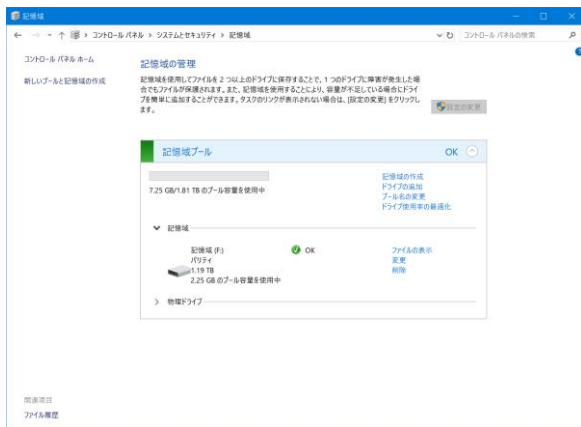 記憶域
コントロール パネル › システムとセキュリティ › 記憶域
コントロール パネルの検索
コントロール パネル ホーム
新しいプールと記憶域の作成
記憶域の管理
記憶域を使用してファイルを 2 つ以上のドライブに保存することで、1 つのドライブに障害が発生した場
合でもファイルが保護されます。また、記憶域を使用することにより、容量が不足している場合にドライ
ブを簡単に追加することができます。タスクのリンクが表示されない場合は、[設定の変更] をクリックし
ます。
設定の変更
記憶域プール
OK
7.25 GB/1.81 TB のプール容量を使用中
記憶域の作成
ドライブの追加
プール名の変更
ドライブ使用率の最適化
記憶域
記憶域 (F:)
パリティ
1.19 TB
2.25 GB のプール容量を使用中
OK
ファイルの表示
変更
削除
物理ドライブ
関連項目
ファイル履歴